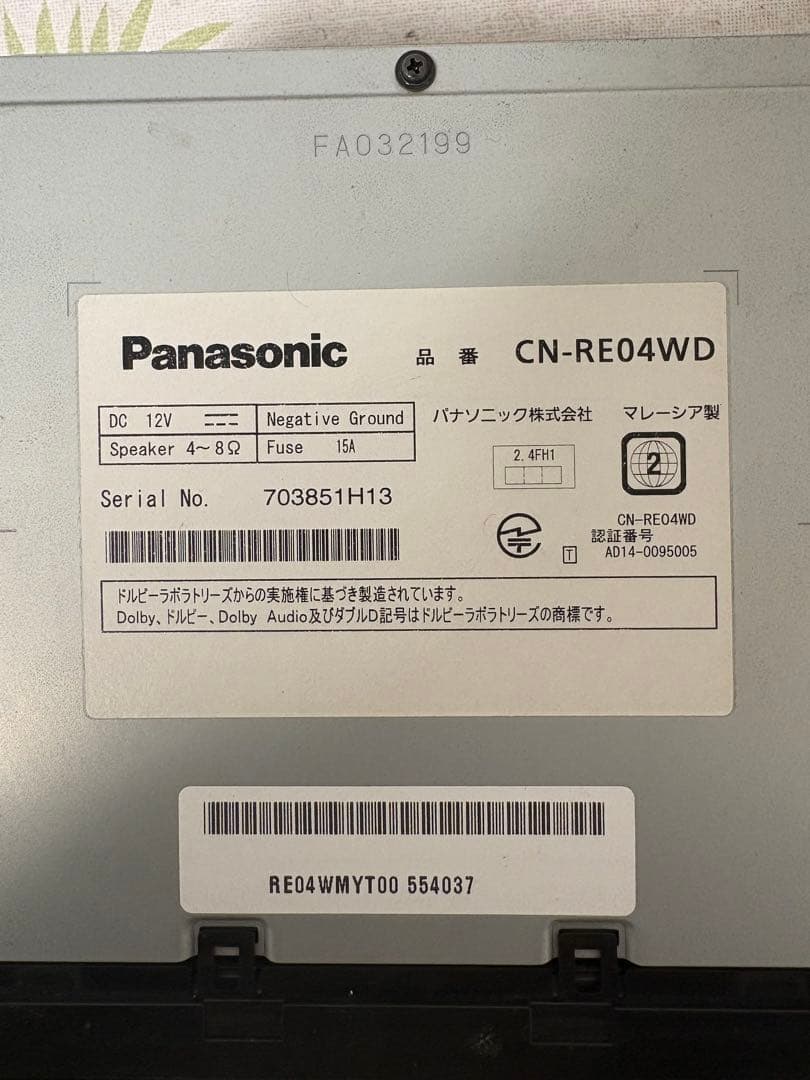 FA032199
Panasonic 品番 CN-RE04WD
DC 12V Negative Ground
Speaker 4～8Ω Fuse 15A
パナソニック株式会社 マレーシア製
2.4FH1
2
Serial No. 703851H13
CN-RE04WD
認証番号
T AD14-0095005
ドルビーラボラトリーズからの実施権に基づき製造されています。
Dolby、ドルビー、Dolby Audio及びダブルD記号はドルビーラボラトリーズの商標です。
RE04WMYT00 554037